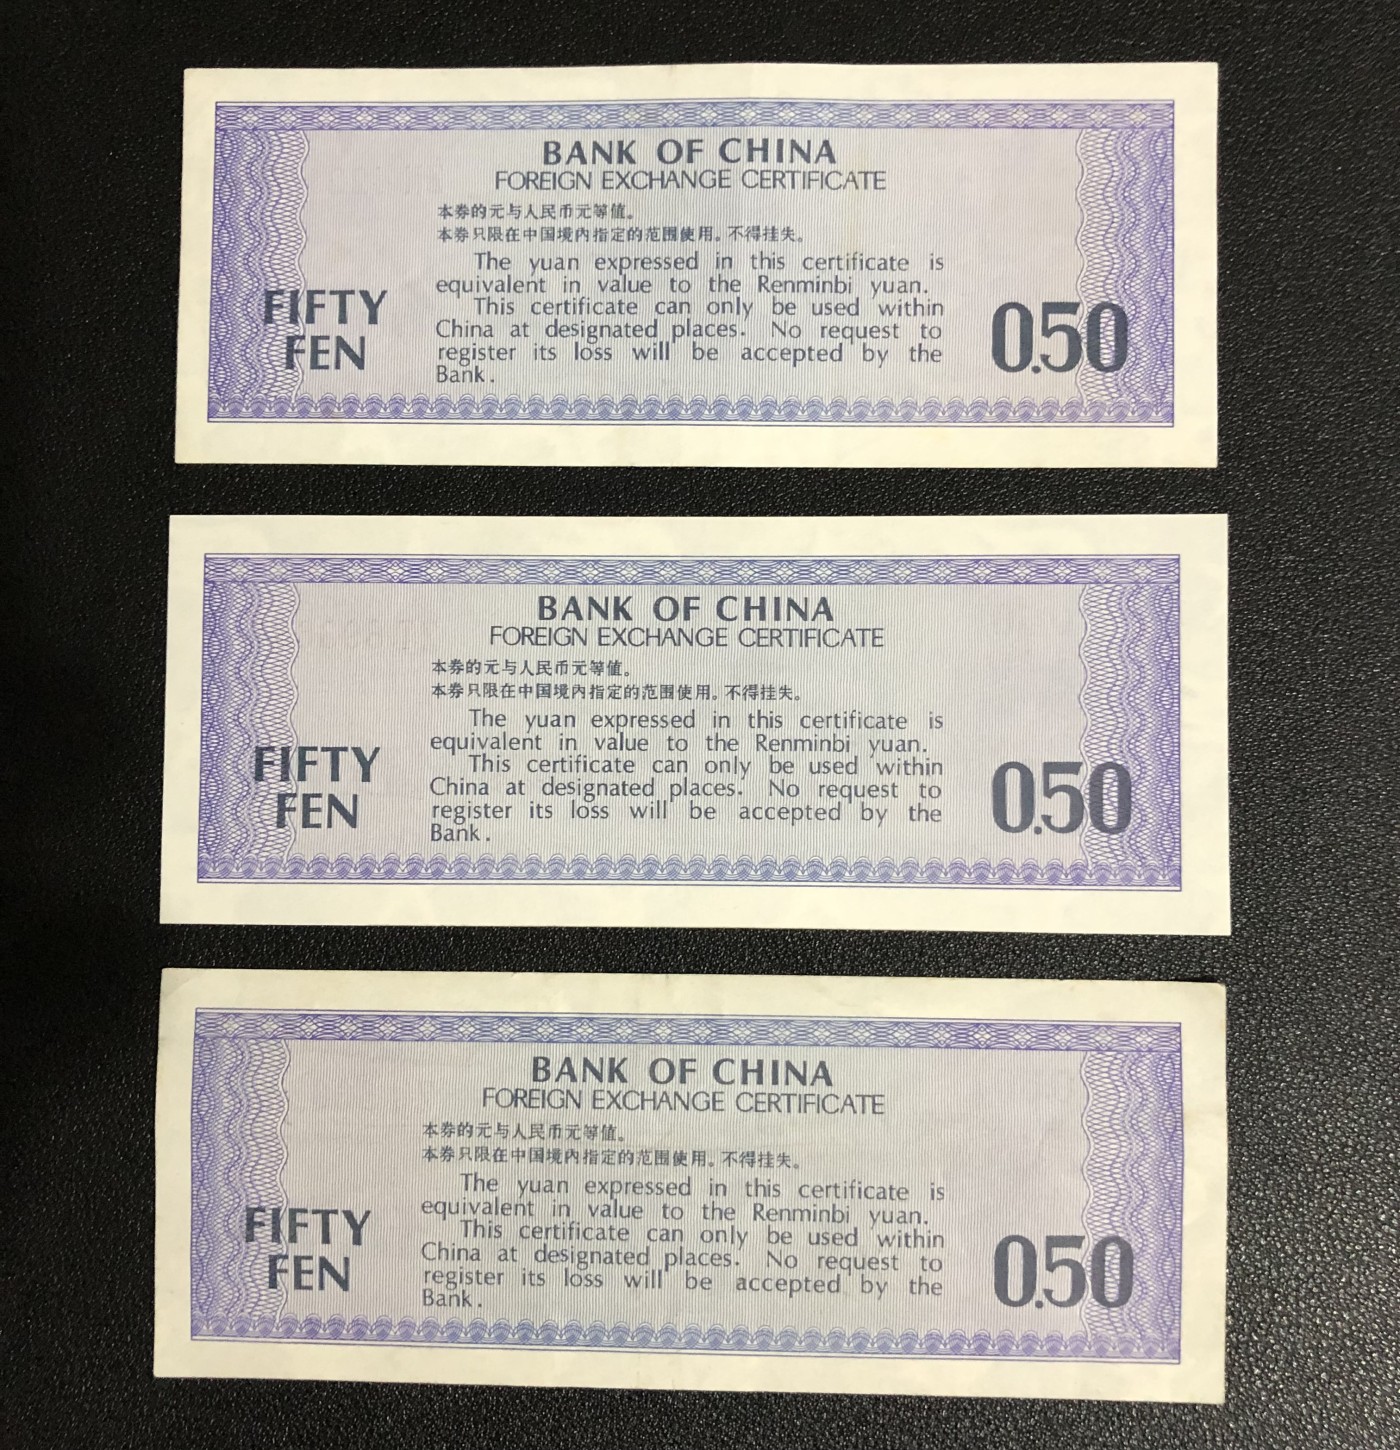 BANK OF CHINA
FOREIGN EXCHANGE CERTIFICATE
本券的元与人民币元等值。
本券只限在中国境内指定的范围使用。不得挂失。
The yuan expressed in this certificate is
equivalent in value to the Renminbi yuan.
This certificate can only be used within
China at designated places. No request to
register its loss will be accepted by the
Bank.
FIFTY
FEN
0.50
BANK OF CHINA
FOREIGN EXCHANGE CERTIFICATE
本券的元与人民币元等值。
本券只限在中国境内指定的范围使用。不得挂失。
The yuan expressed in this certificate is
equivalent in value to the Renminbi yuan.
This certificate can only be used within
China at designated places. No request to
register its loss will be accepted by the
Bank.
FIFTY
FEN
0.50
BANK OF CHINA
FOREIGN EXCHANGE CERTIFICATE
本券的元与人民币元等值。
本券只限在中国境内指定的范围使用。不得挂失。
The yuan expressed in this certificate is
equivalent in value to the Renminbi yuan.
This certificate can only be used within
China at designated places. No request to
register its loss will be accepted by the
Bank.
FIFTY
FEN
0.50